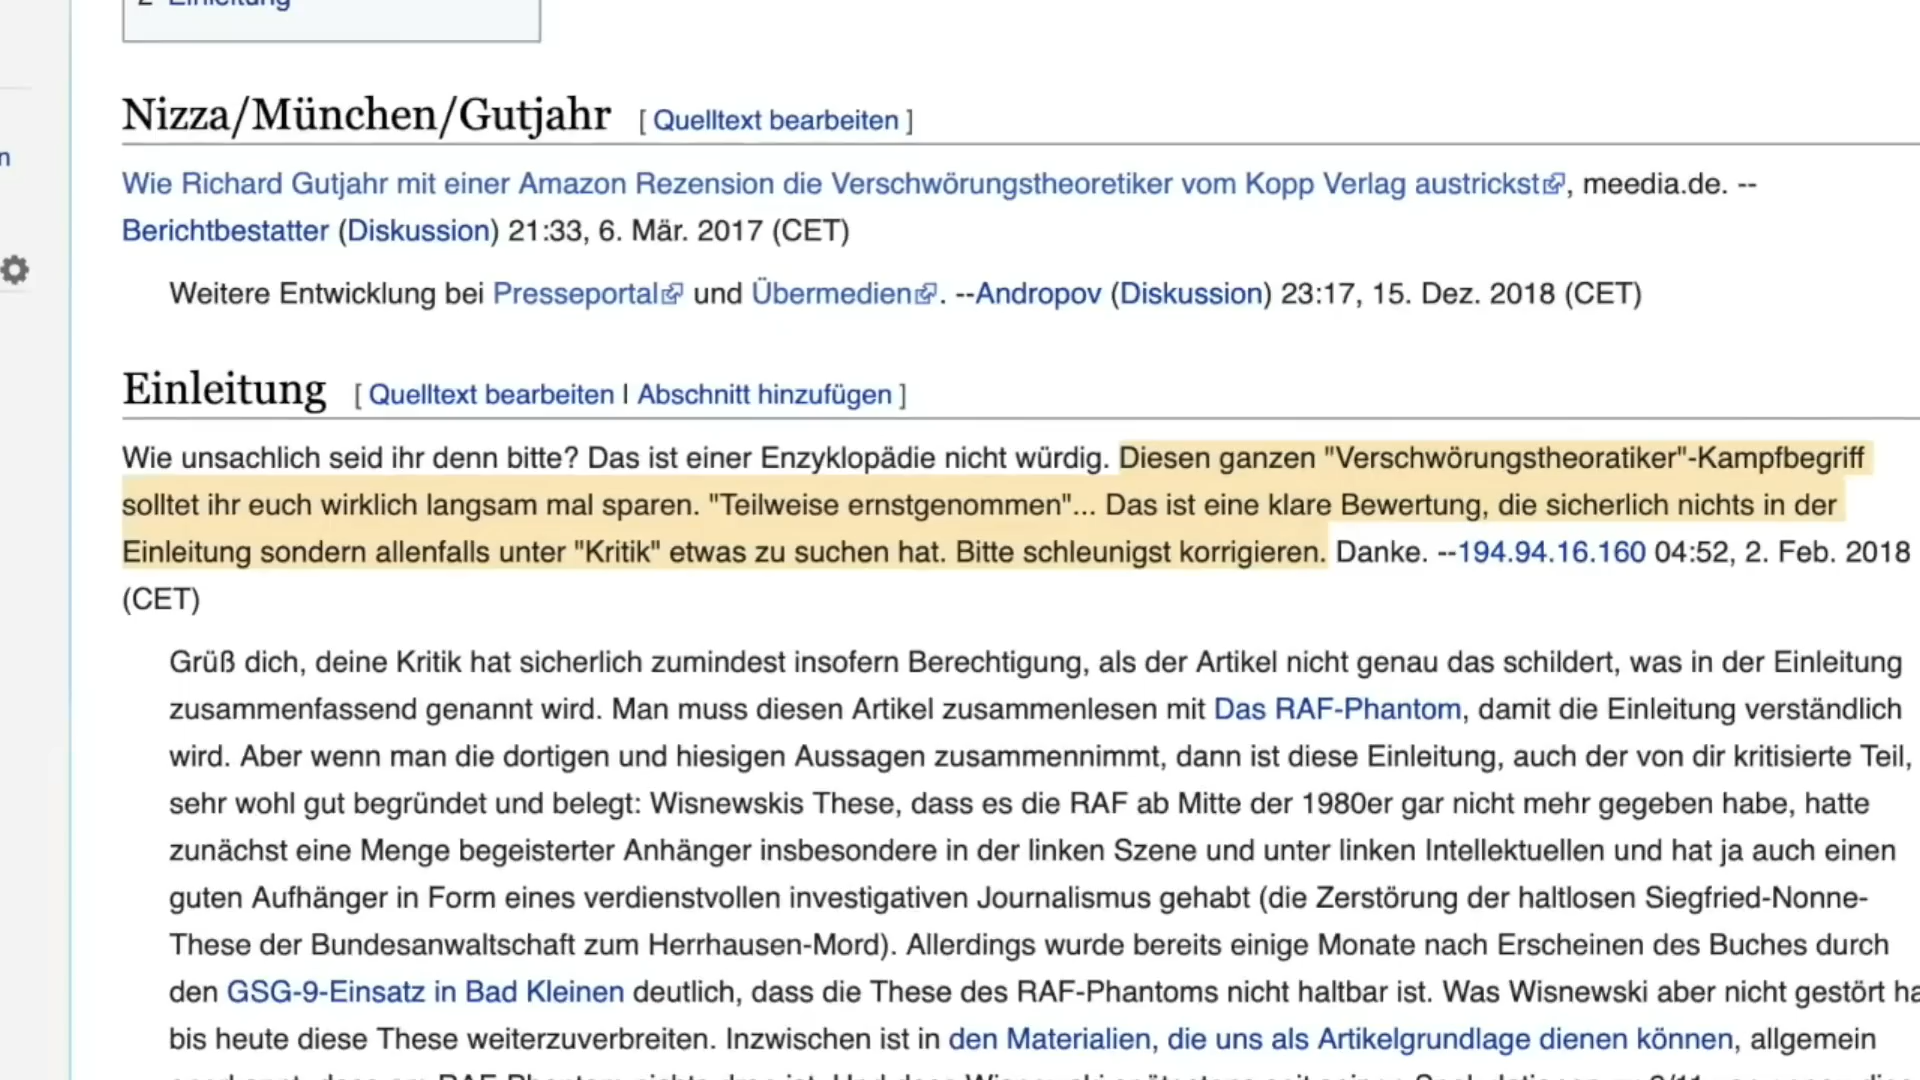 2 Einleitung
Nizza/München/Gutjahr [ Quelltext bearbeiten ]
n
Wie Richard Gutjahr mit einer Amazon Rezension die Verschwörungstheoretiker vom Kopp Verlag austrickst, meedia.de. --
Berichtbestatter (Diskussion) 21:33, 6. Mär. 2017 (CET)
Weitere Entwicklung bei Presseportal und Übermedien. --Andropov (Diskussion) 23:17, 15. Dez. 2018 (CET)
Einleitung [ Quelltext bearbeiten | Abschnitt hinzufügen ]
Wie unsachlich seid ihr denn bitte? Das ist einer Enzyklopädie nicht würdig. Diesen ganzen "Verschwörungstheoratiker"-Kampfbegriff
solltet ihr euch wirklich langsam mal sparen. "Teilweise ernstgenommen"... Das ist eine klare Bewertung, die sicherlich nichts in der
Einleitung sondern allenfalls unter "Kritik" etwas zu suchen hat. Bitte schleunigst korrigieren. Danke. --194.94.16.160 04:52, 2. Feb. 2018
(CET)
Grüß dich, deine Kritik hat sicherlich zumindest insofern Berechtigung, als der Artikel nicht genau das schildert, was in der Einleitung
zusammenfassend genannt wird. Man muss diesen Artikel zusammenlesen mit Das RAF-Phantom, damit die Einleitung verständlich
wird. Aber wenn man die dortigen und hiesigen Aussagen zusammennimmt, dann ist diese Einleitung, auch der von dir kritisierte Teil,
sehr wohl gut begründet und belegt: Wisnewskis These, dass es die RAF ab Mitte der 1980er gar nicht mehr gegeben habe, hatte
zunächst eine Menge begeisterter Anhänger insbesondere in der linken Szene und unter linken Intellektuellen und hat ja auch einen
guten Aufhänger in Form eines verdienstvollen investigativen Journalismus gehabt (die Zerstörung der haltlosen Siegfried-Nonne-
These der Bundesanwaltschaft zum Herrhausen-Mord). Allerdings wurde bereits einige Monate nach Erscheinen des Buches durch
den GSG-9-Einsatz in Bad Kleinen deutlich, dass die These des RAF-Phantoms nicht haltbar ist. Was Wisnewski aber nicht gestört ha
bis heute diese These weiterzuverbreiten. Inzwischen ist in den Materialien, die uns als Artikelgrundlage dienen können, allgemein